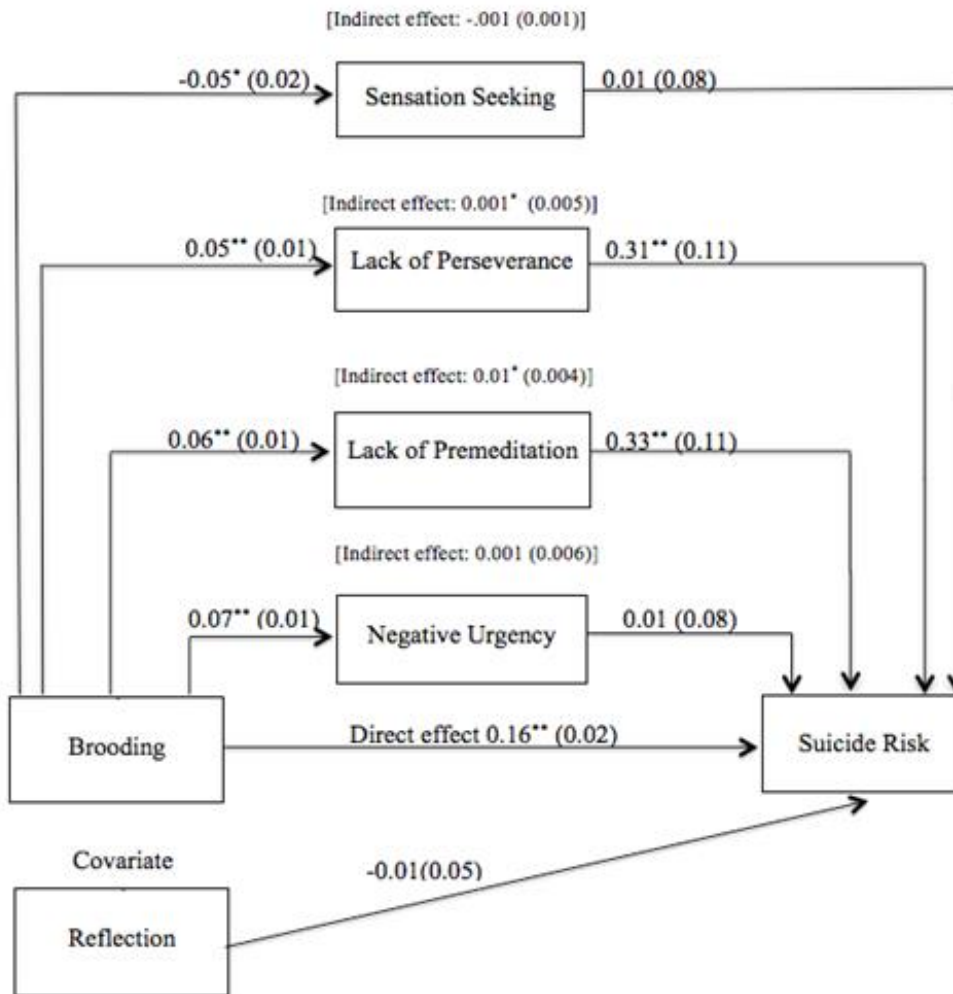 [Indirect effect: -.001 (0.001)]
-0.05* (0.02)
Sensation Seeking
0.01 (0.08)
[Indirect effect: 0.001* (0.005)]
0.05** (0.01)
Lack of Perseverance
0.31** (0.11)
[Indirect effect: 0.01* (0.004)]
0.06** (0.01)
Lack of Premeditation
0.33** (0.11)
[Indirect effect: 0.001 (0.006)]
0.07** (0.01)
Negative Urgency
0.01 (0.08)
Brooding
Direct effect 0.16** (0.02)
Suicide Risk
Covariate
-0.01(0.05)
Reflection